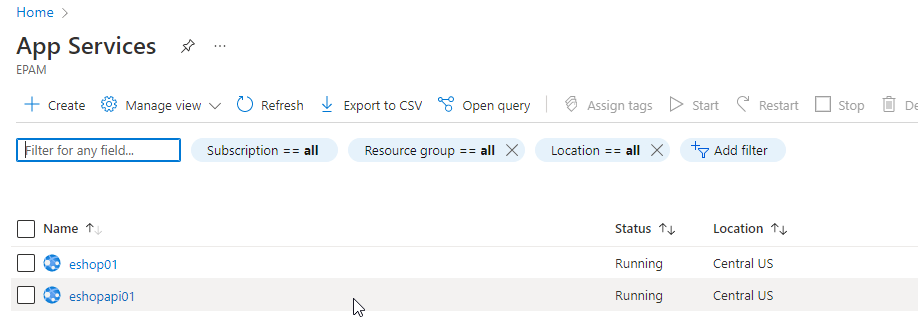 Home >
App Services ...
EPAM
+ Create Manage view Refresh Export to CSV Open query Assign tags Start Restart Stop De
Filter for any field... Subscription == all Resource group == all Location == all Add filter
Name Status Location
eshop01 Running Central US
eshopapi01 Running Central US